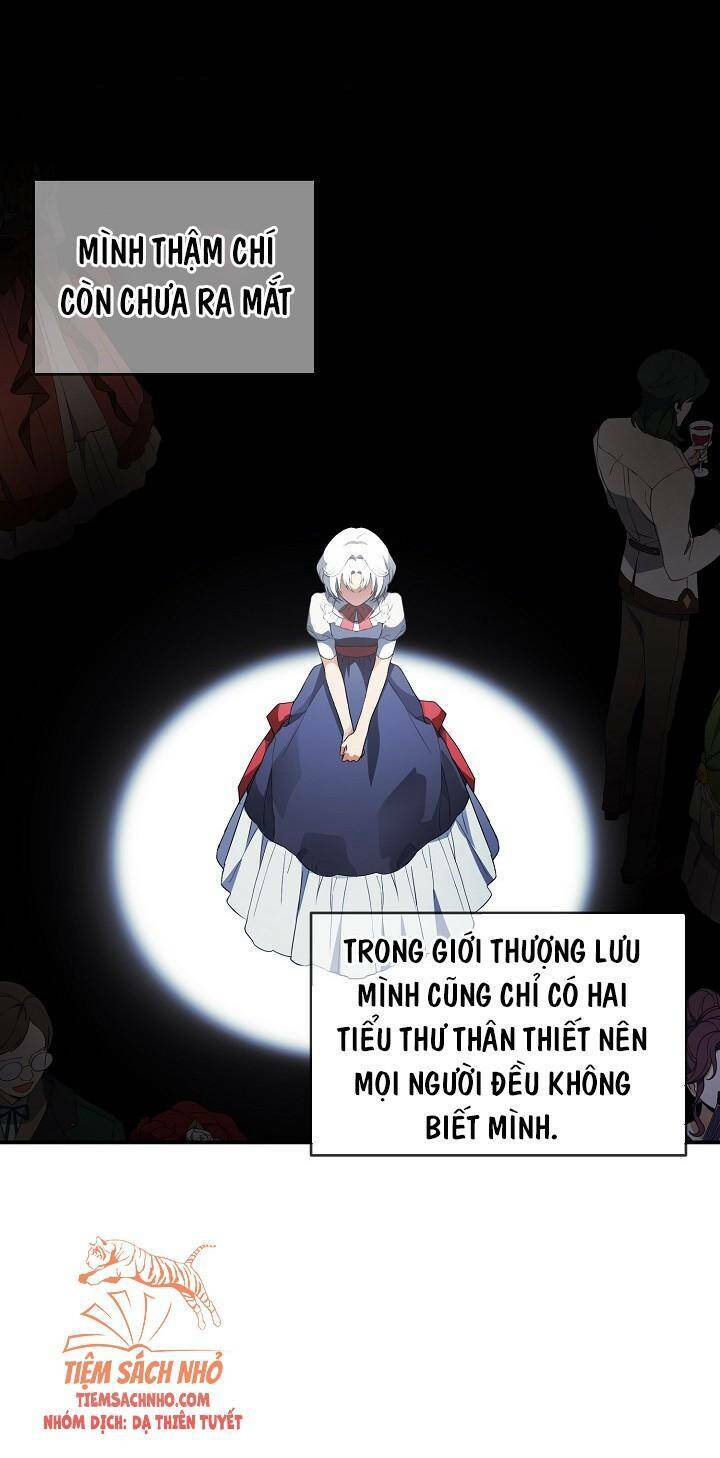 MÌNH THẬM CHÍ
CÒN CHƯA RA MẮT
TRONG GIỚI THƯỢNG LƯU
MÌNH CŨNG CHỈ CÓ HAI
TIỂU THƯ THÂN THIẾT NÊN
MỌI NGƯỜI ĐỀU KHÔNG
BIẾT MÌNH.
TIỆM SÁCH NHỎ
TIEMSACHNHO.COM
NHÓM DỊCH: DẠ THIÊN TUYẾT